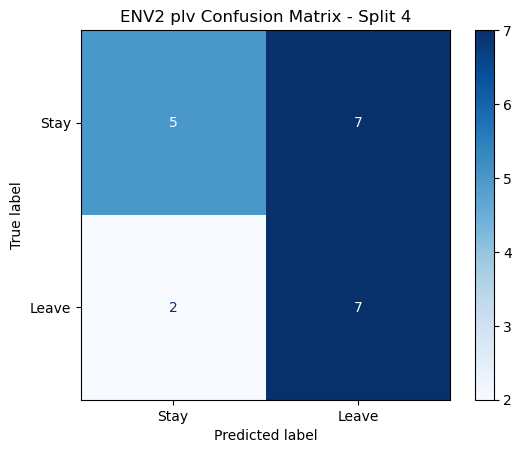 ENV2 plv Confusion Matrix - Split 4
True label
Stay
Leave
5 7
2 7
Stay Leave
Predicted label
7
6
5
4
3
2